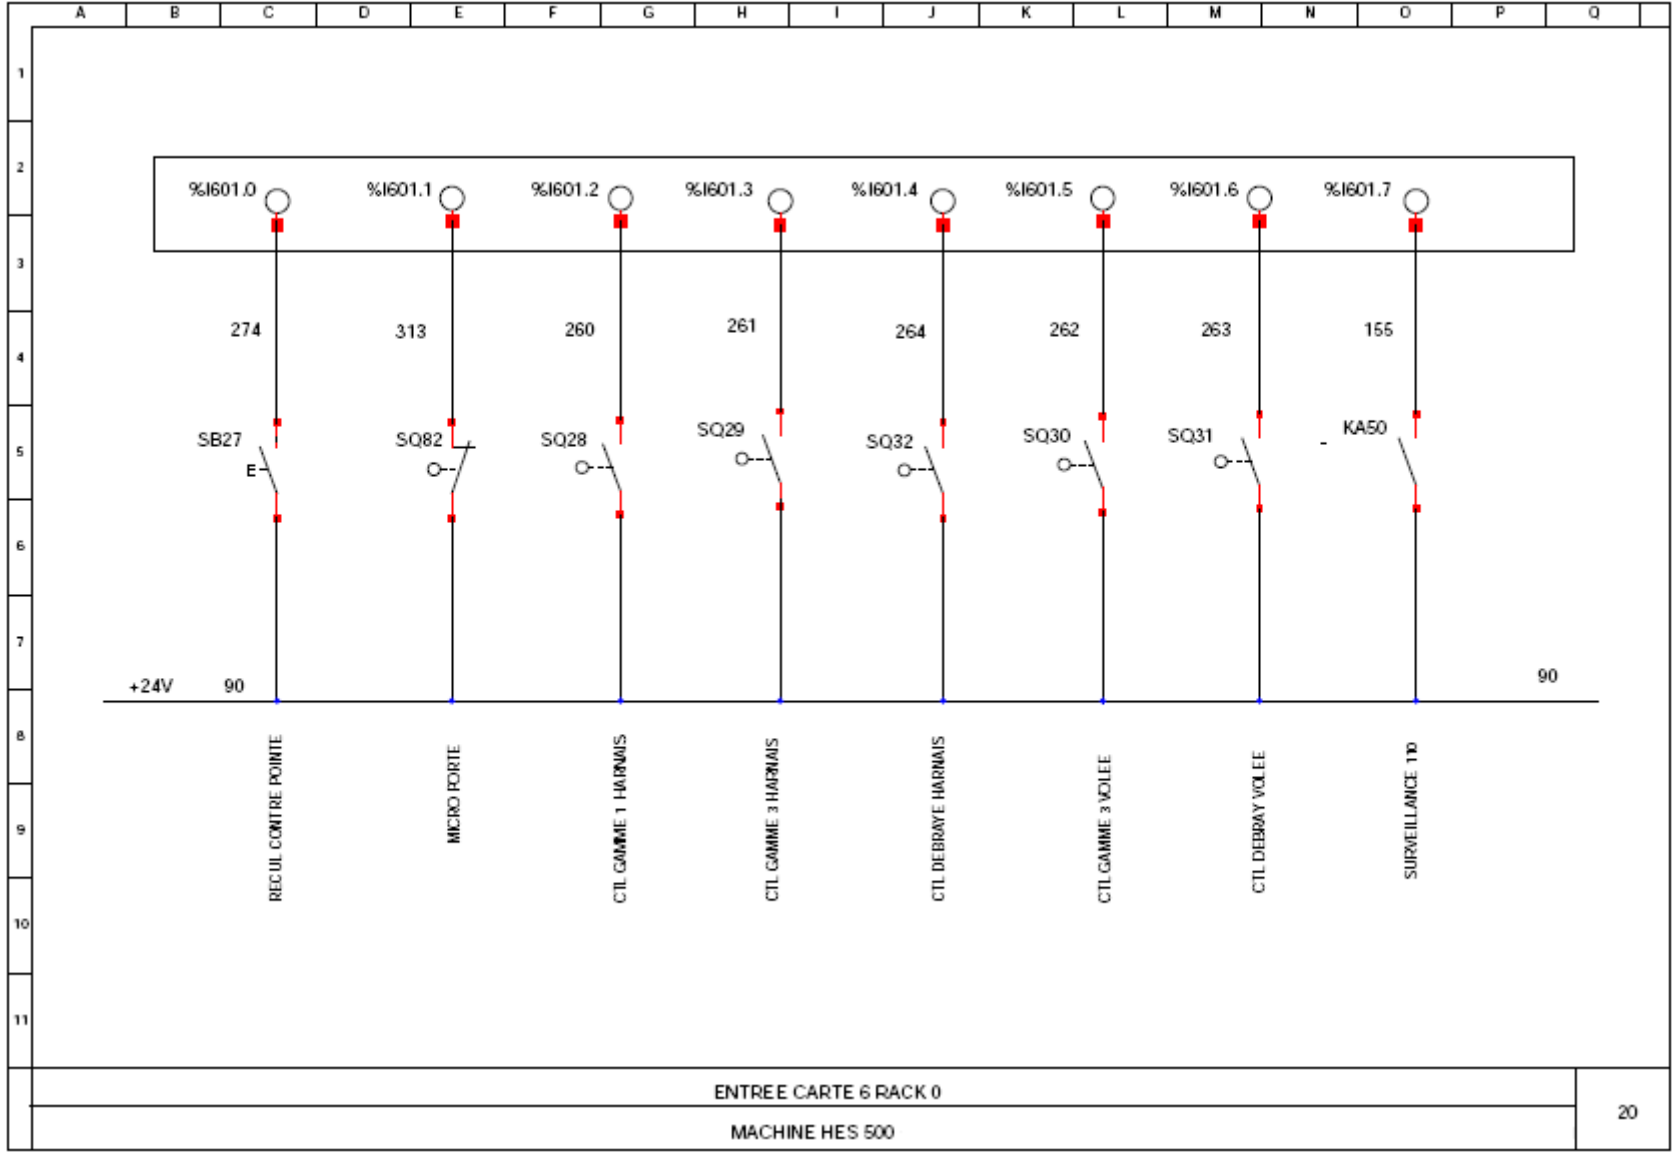 A B C D E F G H I J K L M N O P Q
1
2
%I601.0 %I601.1 %I601.2 %I601.3 %I601.4 %I601.5 %I601.6 %I601.7
3
274 313 260 261 264 262 263 155
4
SB27 SQ82 SQ28 SQ29 SQ32 SQ30 SQ31 - KA50
5
E
6
7
+24V 90 90
8
RECUL CONTRE POINTE
MICRO PORTE
CTL GAMME 1 HARNAIS
CTL GAMME 3 HARNAIS
CTL DEBRAYE HARNAIS
CTL GAMME 3 VOLEE
CTL DEBRAY VOLEE
SURVEILLANCE 110
9
10
11
ENTREE CARTE 6 RACK 0
MACHINE HES 500
20